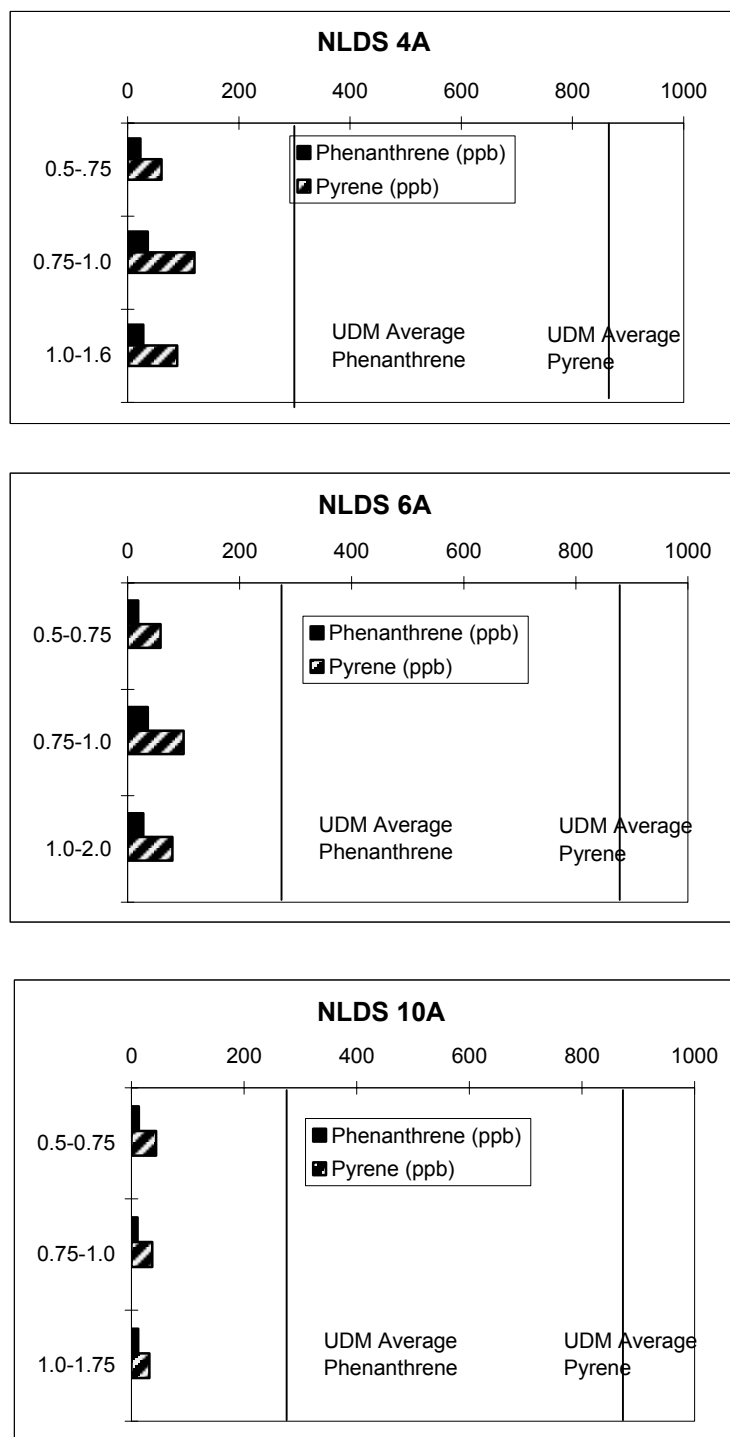 NLDS 4A
0 200 400 600 800 1000
Phenanthrene (ppb)
Pyrene (ppb)
0.5-.75
0.75-1.0
1.0-1.6
UDM Average
Phenanthrene
UDM Average
Pyrene
NLDS 6A
0 200 400 600 800 1000
Phenanthrene (ppb)
Pyrene (ppb)
0.5-0.75
0.75-1.0
1.0-2.0
UDM Average
Phenanthrene
UDM Average
Pyrene
NLDS 10A
0 200 400 600 800 1000
Phenanthrene (ppb)
Pyrene (ppb)
0.5-0.75
0.75-1.0
1.0-1.75
UDM Average
Phenanthrene
UDM Average
Pyrene